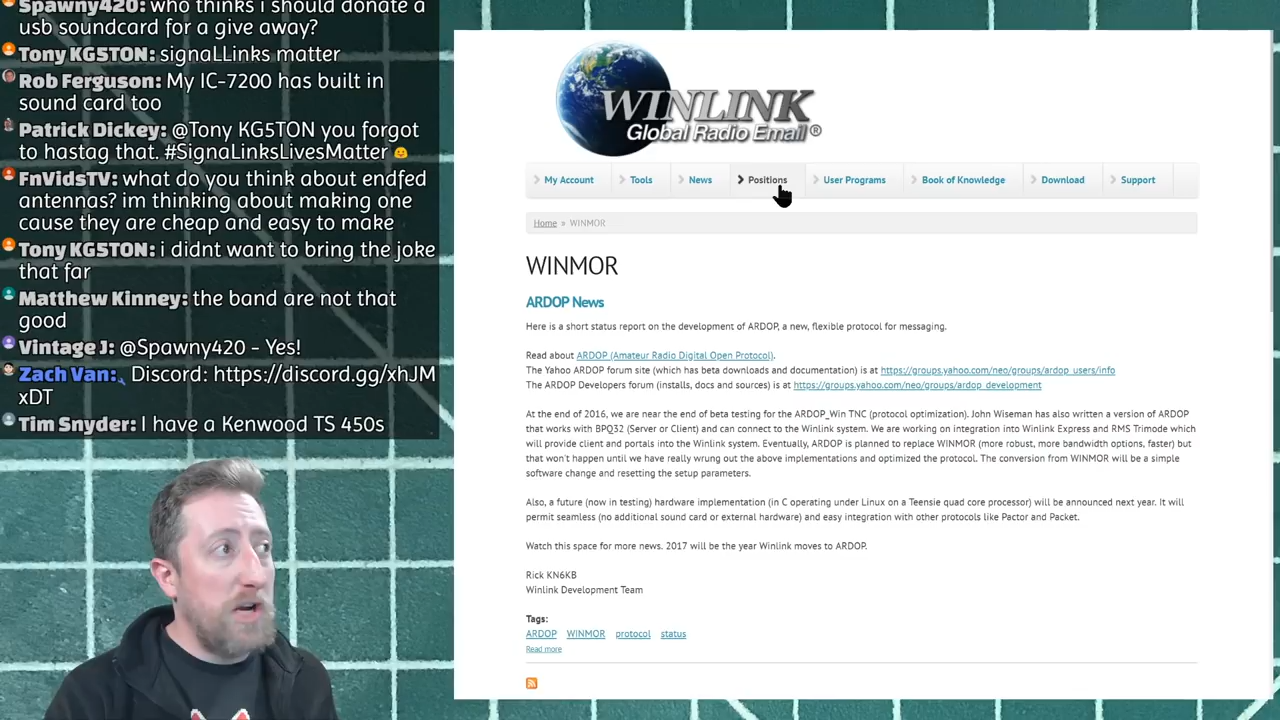 Spawny420: who thinks i should donate a
usb soundcard for a give away?
Tony KG5TON: signaLLinks matter
Rob Ferguson: My IC-7200 has built in
sound card too
Patrick Dickey: @Tony KG5TON you forgot
to hastag that. #SignaLinksLivesMatter
FnVidsTV: what do you think about endfed
antennas? im thinking about making one
cause they are cheap and easy to make
Tony KG5TON: i didnt want to bring the joke
that far
Matthew Kinney: the band are not that
good
Vintage J: @Spawny420 - Yes!
Zach Van: Discord: https://discord.gg/xhJM
xDT
Tim Snyder: I have a Kenwood TS 450s
WINLINK
Global Radio Email®
My Account
Tools
News
Positions
User Programs
Book of Knowledge
Download
Support
Home » WINMOR
WINMOR
ARDOP News
Here is a short status report on the development of ARDOP, a new, flexible protocol for messaging.
Read about ARDOP (Amateur Radio Digital Open Protocol).
The Yahoo ARDOP forum site (which has beta downloads and documentation) is at https://groups.yahoo.com/neo/groups/ardop_users/info
The ARDOP Developers forum (installs, docs and sources) is at https://groups.yahoo.com/neo/groups/ardop_development
At the end of 2016, we are near the end of beta testing for the ARDOP_Win TNC (protocol optimization). John Wiseman has also written a version of ARDOP
that works with BPQ32 (Server or Client) and can connect to the Winlink system. We are working on integration into Winlink Express and RMS Trimode which
will provide client and portals into the Winlink system. Eventually, ARDOP is planned to replace WINMOR (more robust, more bandwidth options, faster) but
that won't happen until we have really wrung out the above implementations and optimized the protocol. The conversion from WINMOR will be a simple
software change and resetting the setup parameters.
Also, a future (now in testing) hardware implementation (in C operating under Linux on a Teensie quad core processor) will be announced next year. It will
permit seamless (no additional sound card or external hardware) and easy integration with other protocols like Pactor and Packet.
Watch this space for more news. 2017 will be the year Winlink moves to ARDOP.
Rick KN6KB
Winlink Development Team
Tags:
ARDOP WINMOR protocol status
Read more